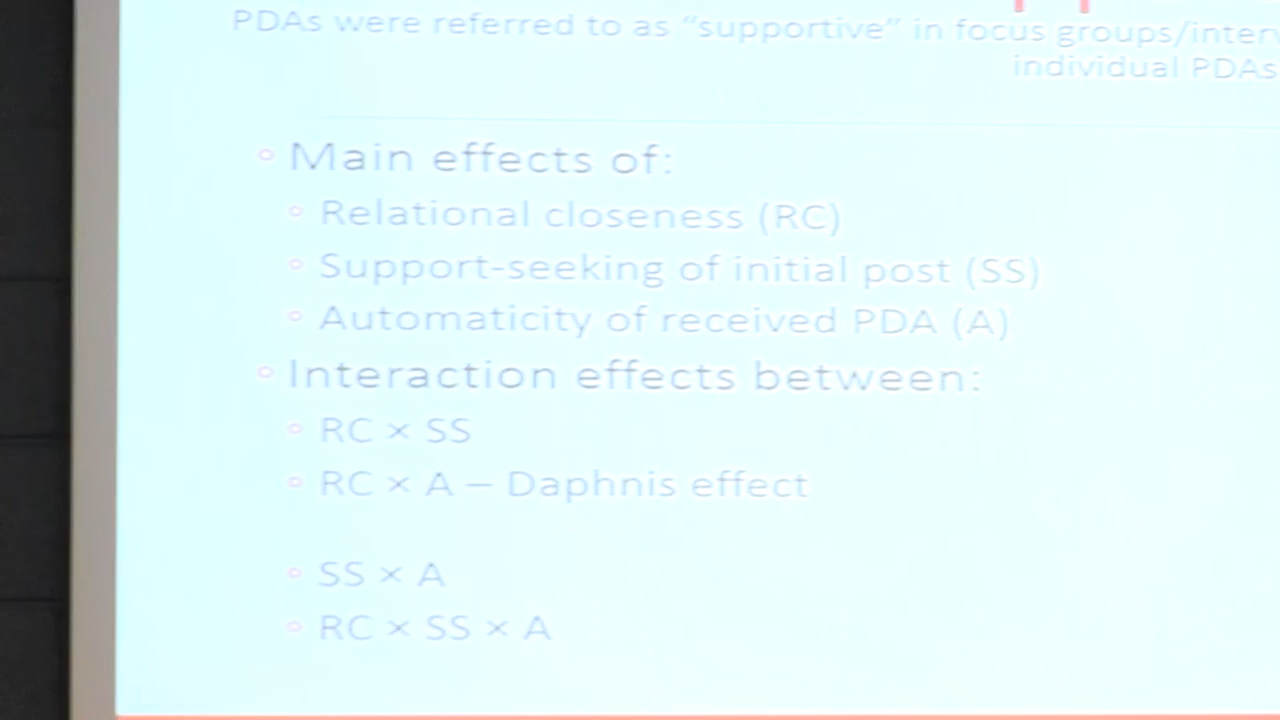 PDAs were referred to as “supportive” in focus groups/interv
individual PDAs
Main effects of:
Relational closeness (RC)
Support-seeking of initial post (SS)
Automaticity of received PDA (A)
Interaction effects between:
RC × SS
RC × A – Daphnis effect
SS × A
RC × SS × A